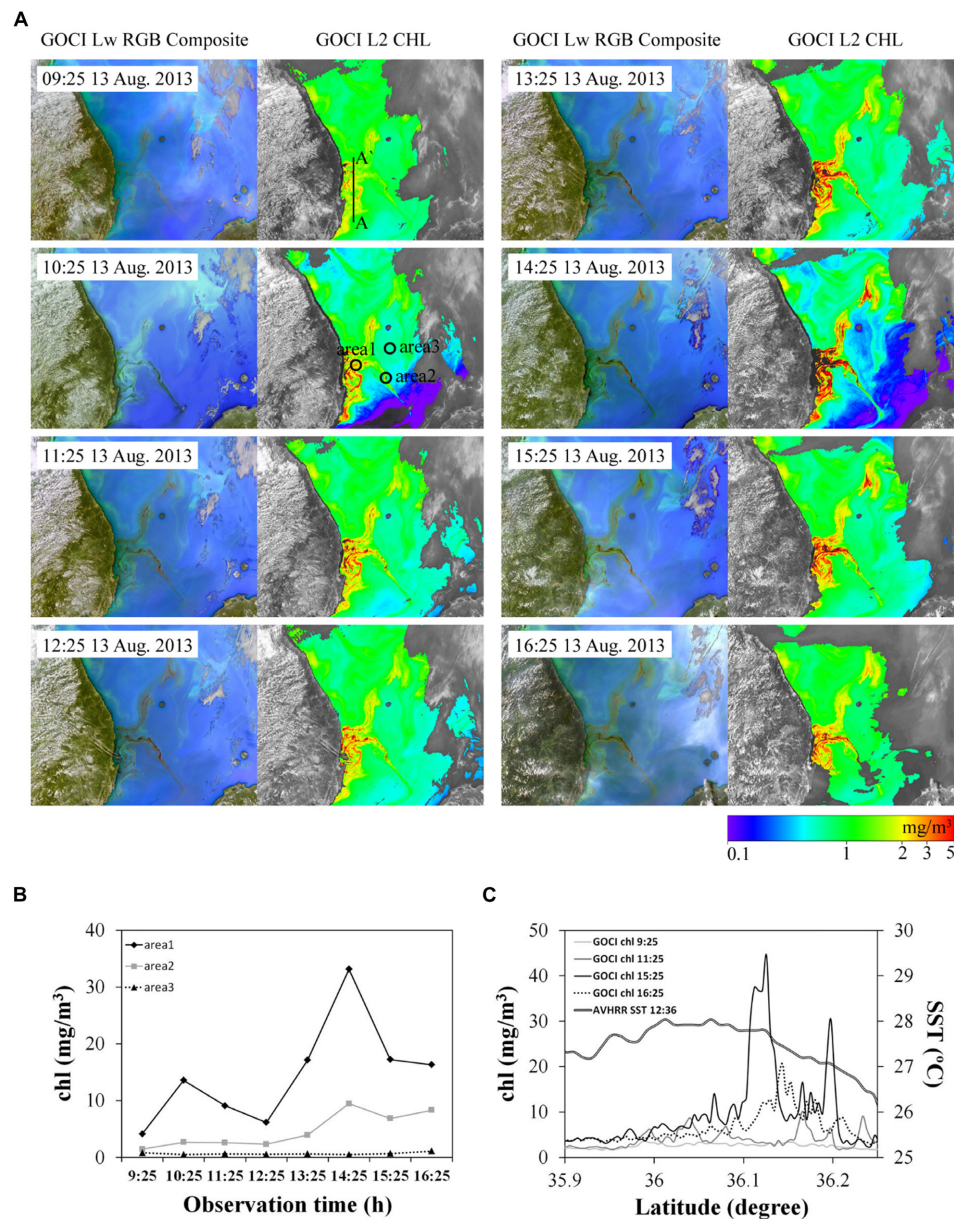 A
GOCI Lw RGB Composite
GOCI L2 CHL
GOCI Lw RGB Composite
GOCI L2 CHL
09:25 13 Aug. 2013
A`
A
13:25 13 Aug. 2013
10:25 13 Aug. 2013
area1
area3
area2
14:25 13 Aug. 2013
11:25 13 Aug. 2013
15:25 13 Aug. 2013
12:25 13 Aug. 2013
16:25 13 Aug. 2013
mg/m³
0.1 1 2 3 5
B
40
30
20
10
0
chl (mg/m³)
area1
area2
area3
9:25 10:25 11:25 12:25 13:25 14:25 15:25 16:25
Observation time (h)
C
50
40
30
20
10
0
chl (mg/m³)
GOCI chl 9:25
GOCI chl 11:25
GOCI chl 15:25
GOCI chl 16:25
AVHRR SST 12:36
30
29
28
27
26
25
SST (°C)
35.9 36 36.1 36.2
Latitude (degree)